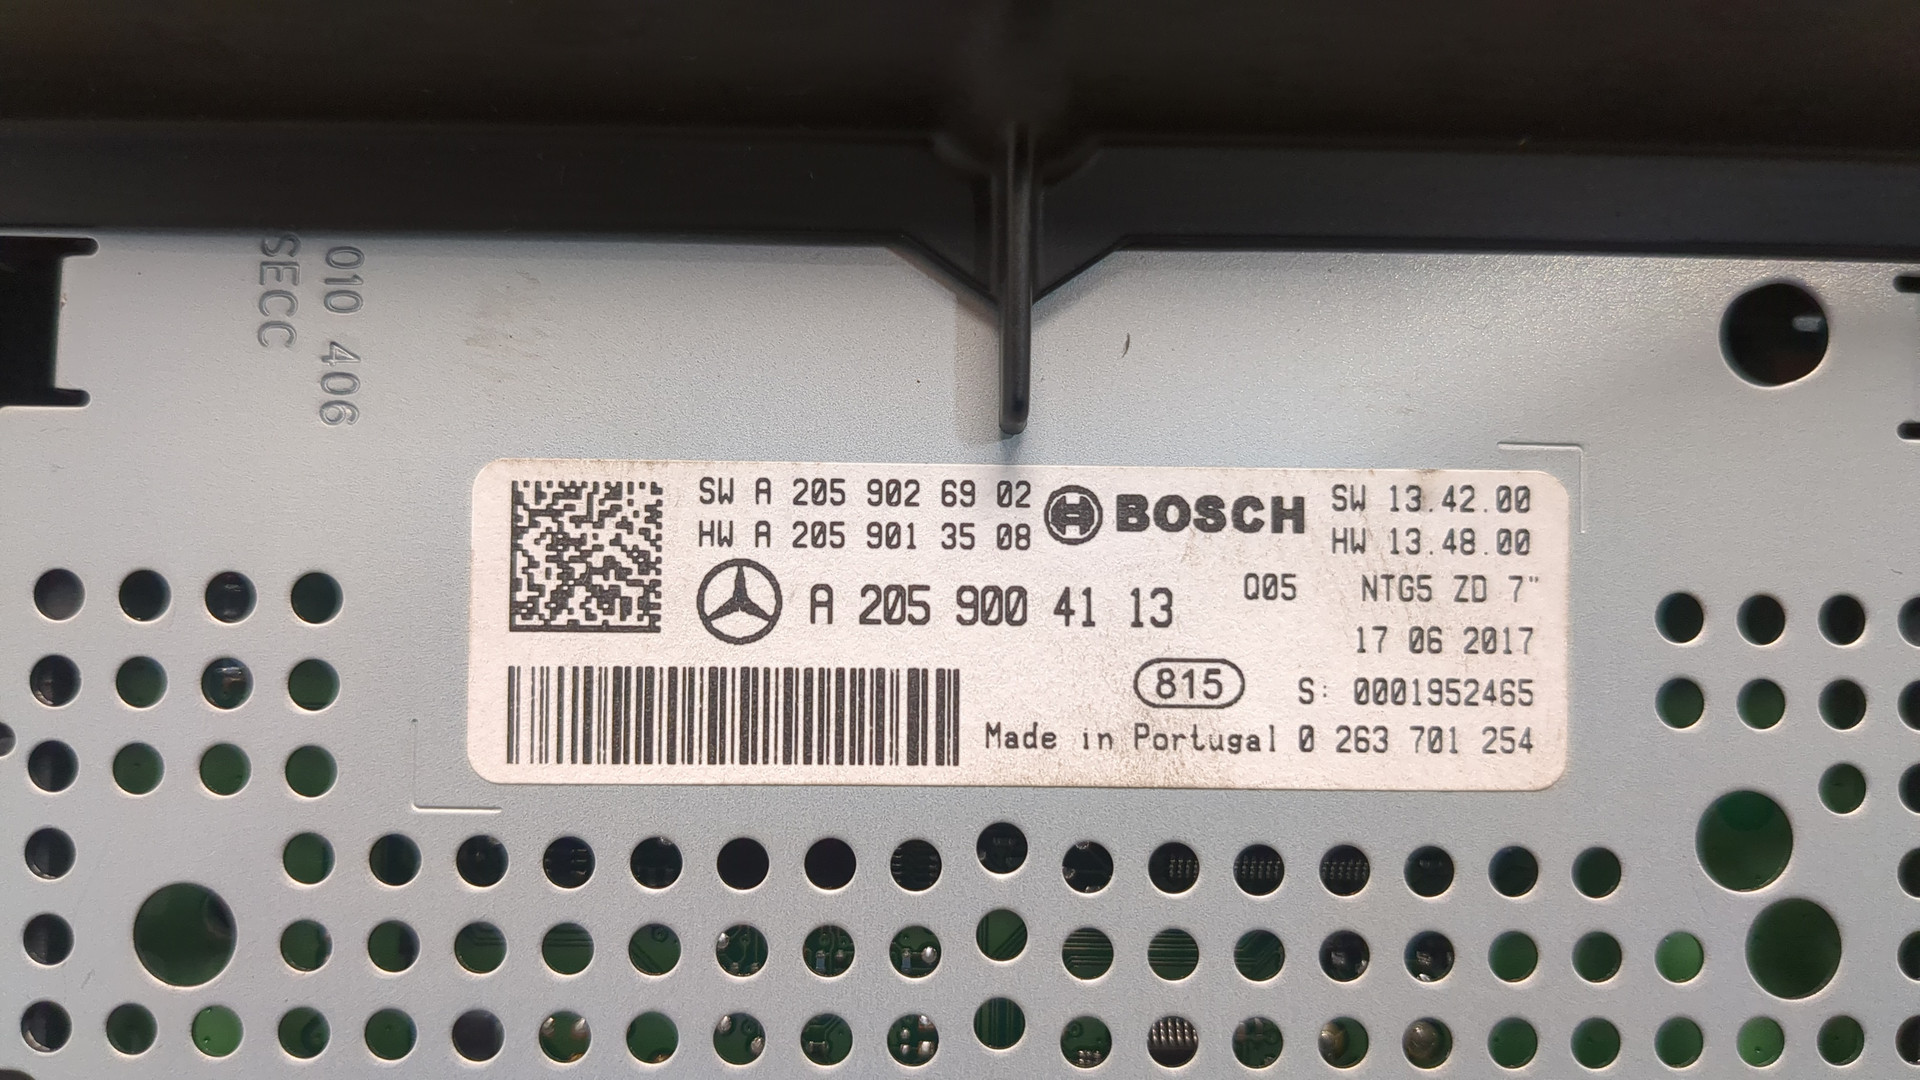 010 406
SECC
SW A 205 902 69 02
HW A 205 901 35 08
BOSCH
SW 13.42.00
HW 13.48.00
A 205 900 41 13
Q05 NTG5 ZD 7"
17 06 2017
815
S: 0001952465
Made in Portugal 0 263 701 254